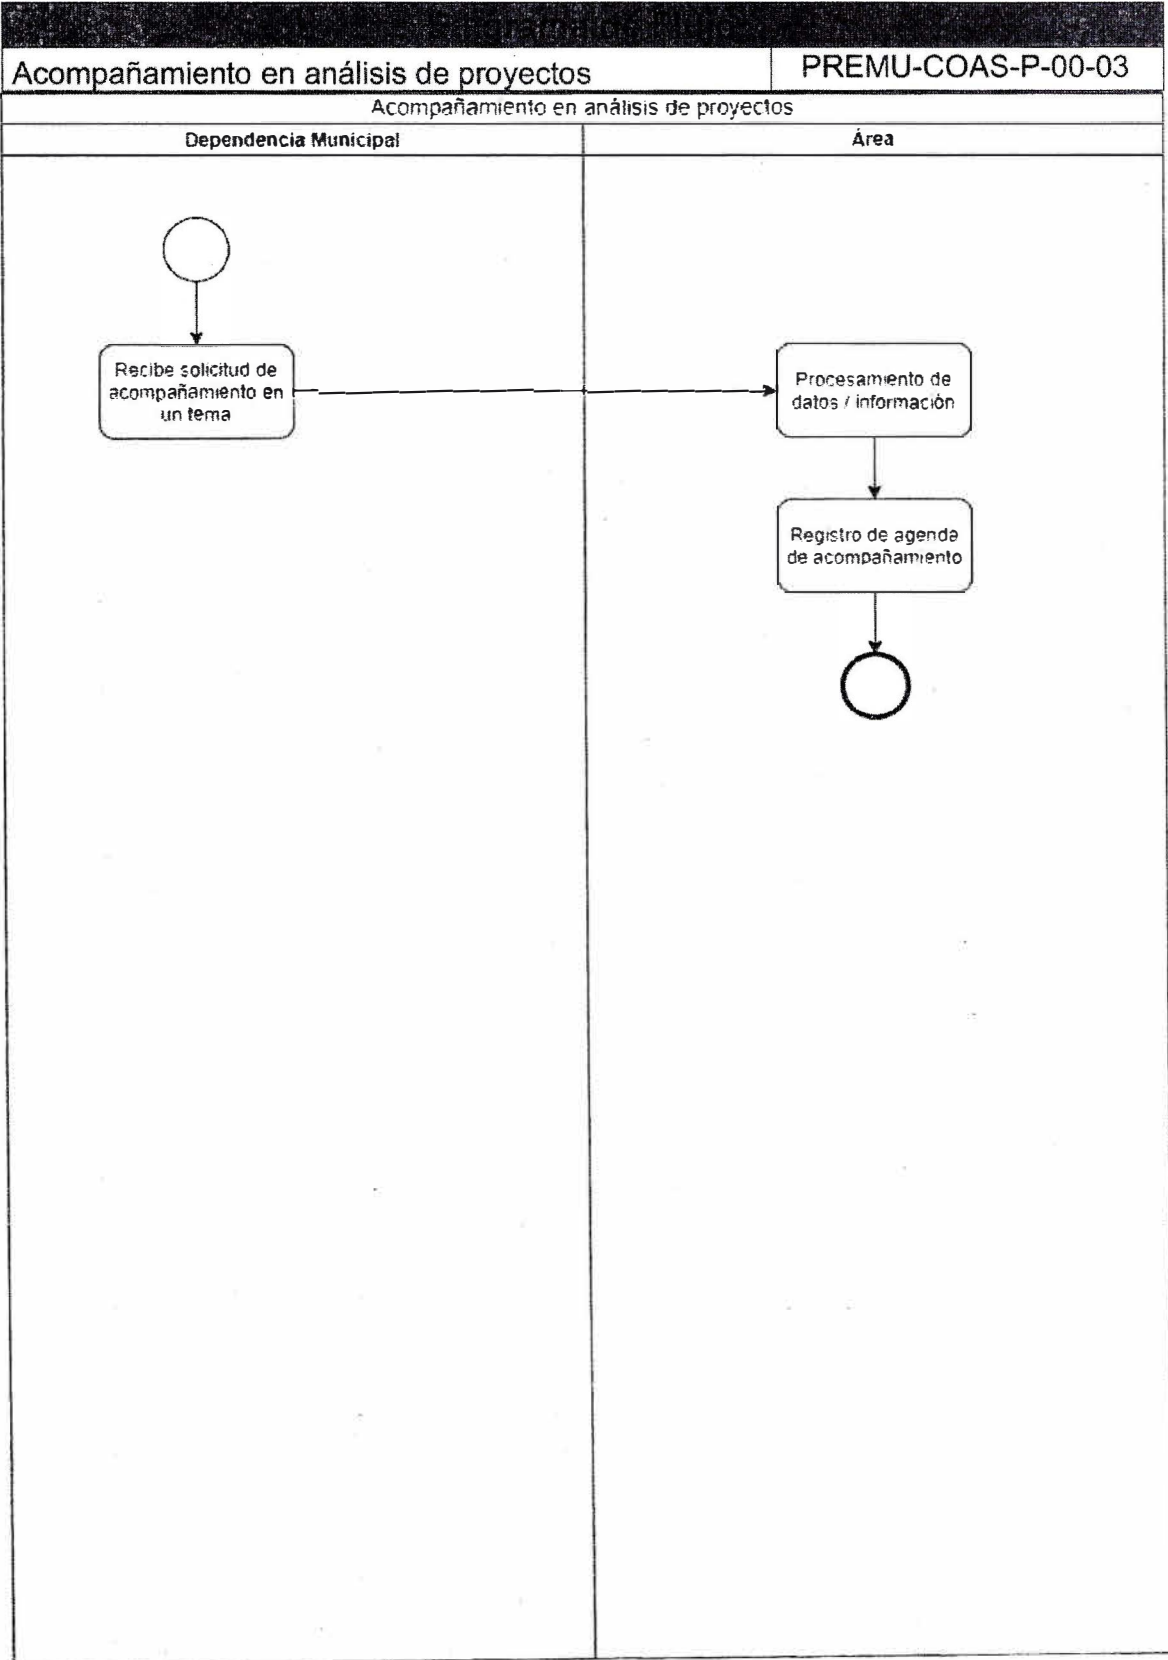 Acompañamiento en análisis de proyectos
PREMU-COAS-P-00-03
Acompañamiento en análisis de proyectos
Dependencia Municipal
Área
Recibe solicitud de
acompañamiento en
un tema
Procesamiento de
datos / información
Registro de agenda
de acompañamiento